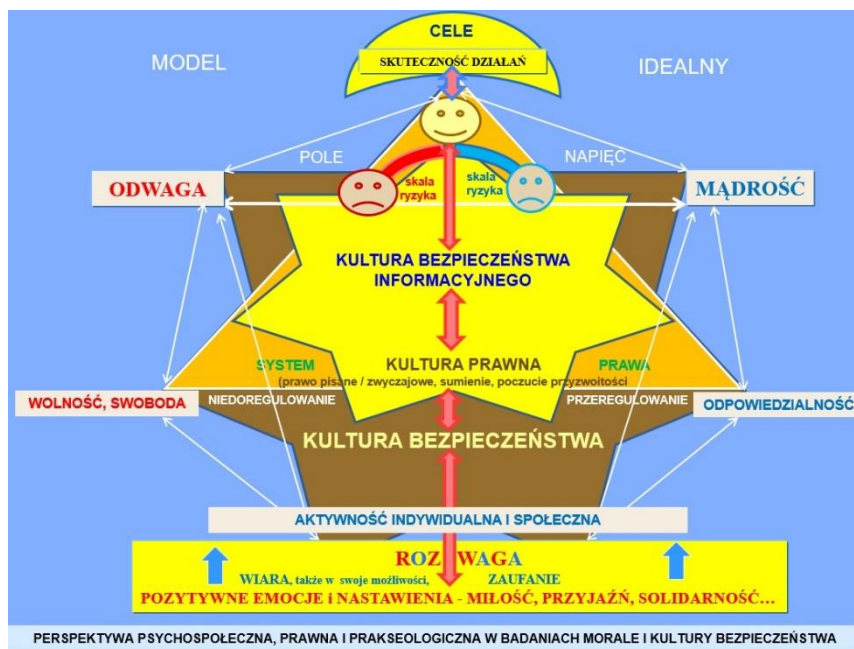 CELE
SKUTECZNOŚĆ DZIAŁAŃ
MODEL
IDEALNY
POLE
NAPIĘĆ
ODWAGA
skala
ryzyka
skala
ryzyka
MĄDROŚĆ
KULTURA BEZPIECZEŃSTWA
INFORMACYJNEGO
SYSTEM
KULTURA PRAWNA
PRAWA
(prawo pisane / zwyczajowe, sumienie, poczucie przyzwoitości
WOLNOŚĆ, SWOBODA
NIEDOREGULOWANIE
PRZEREGULOWANIE
ODPOWIEDZIALNOŚĆ
KULTURA BEZPIECZEŃSTWA
AKTYWNOŚĆ INDYWIDUALNA I SPOŁECZNA
ROZWAGA
WIARA, także w swoje możliwości, ZAUFANIE
POZYTYWNE EMOCJE i NASTAWIENIA - MIŁOŚĆ, PRZYJAŹŃ, SOLIDARNOŚĆ...
PERSPEKTYWA PSYCHOSPOŁECZNA, PRAWNA I PRAKSEOLOGICZNA W BADANIACH MORALE I KULTURY BEZPIECZEŃSTWA